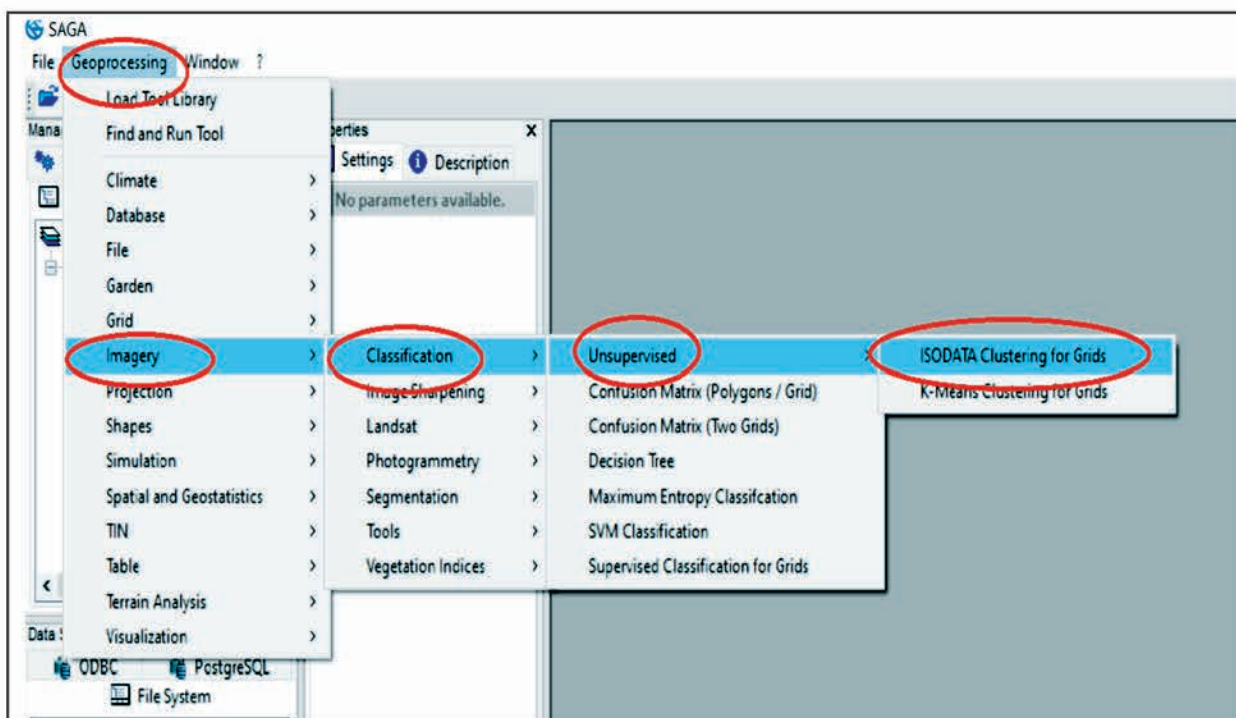 SAGA
File Geoprocessing Window ?
Load Tool Library
Find and Run Tool
Mana
perties X
Settings Description
No parameters available.
Climate
Database
File
Garden
Grid
Imagery
Projection
Shapes
Simulation
Spatial and Geostatistics
TIN
Table
Terrain Analysis
Visualization
Classification
Image Sharpening
Landsat
Photogrammetry
Segmentation
Tools
Vegetation Indices
Unsupervised
Confusion Matrix (Polygons / Grid)
Confusion Matrix (Two Grids)
Decision Tree
Maximum Entropy Classifcation
SVM Classification
Supervised Classification for Grids
ISODATA Clustering for Grids
K-Means Clustering for Grids
Data S
ODBC PostgreSQL
File System